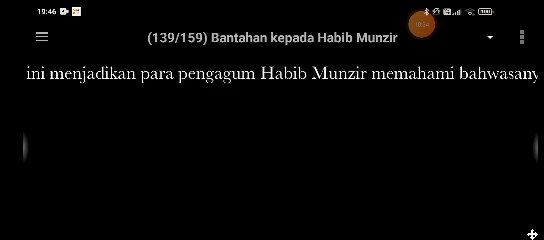 19:46
(139/159) Bantahan kepada Habib Munzir
ini menjadikan para pengagum Habib Munzir memahami bahwasany